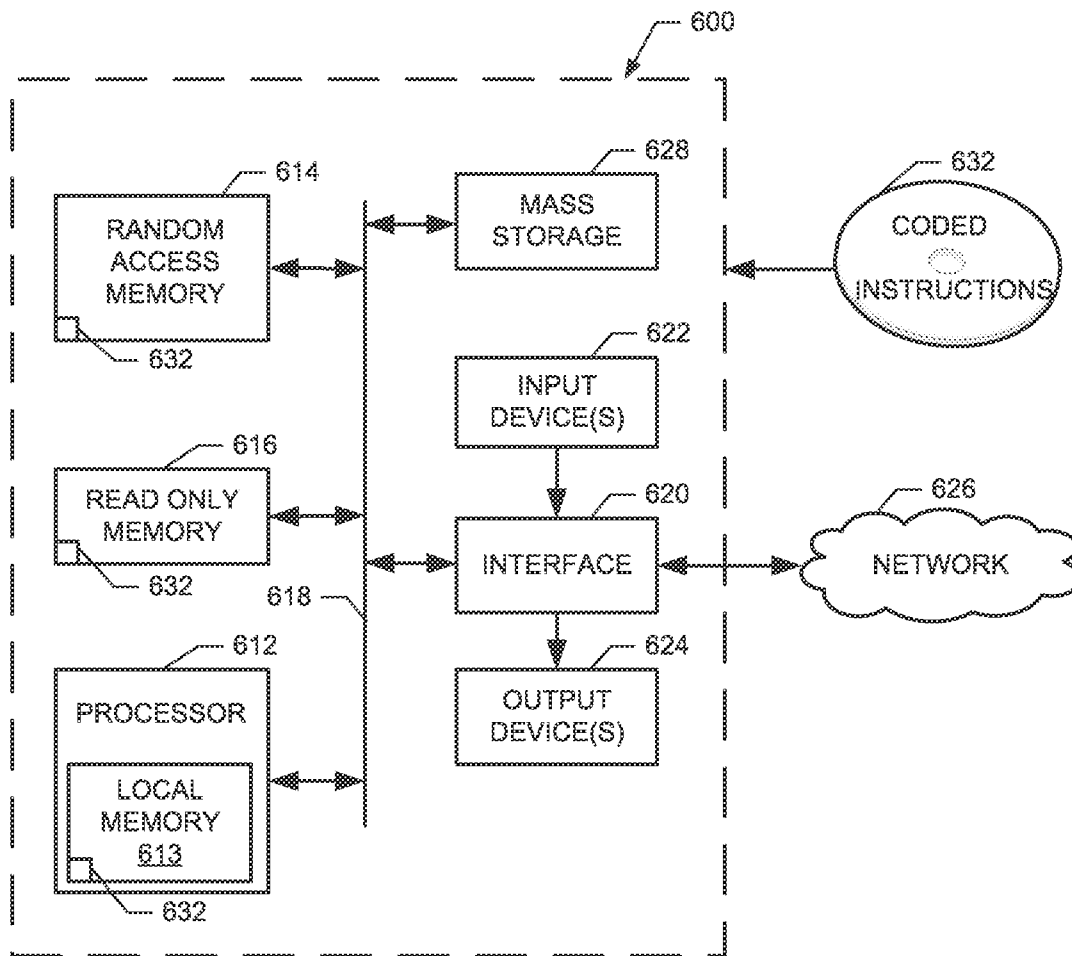 600
614
RANDOM
ACCESS
MEMORY
632
628
MASS
STORAGE
632
CODED
INSTRUCTIONS
622
INPUT
DEVICE(S)
616
READ ONLY
MEMORY
632
620
INTERFACE
626
NETWORK
618
612
PROCESSOR
LOCAL
MEMORY
613
632
624
OUTPUT
DEVICE(S)